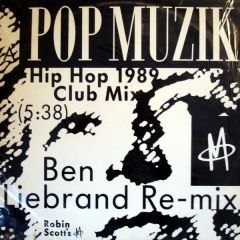 POP MUZIK
Hip Hop 1989
Club Mix
(5:38)
Ben
Liebrand Re-mix
Robin
Scott's M
M